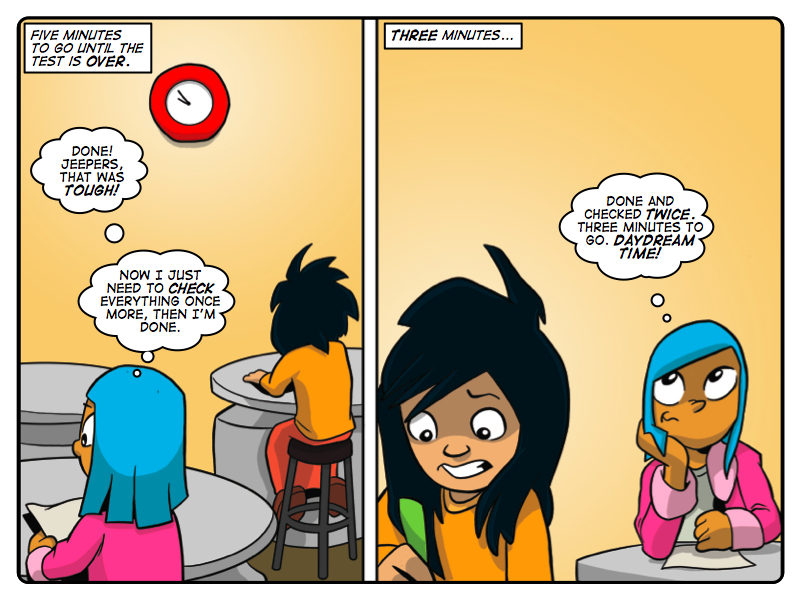 FIVE MINUTES
TO GO UNTIL THE
TEST IS OVER.
DONE!
JEEPERS,
THAT WAS
TOUGH!
NOW I JUST
NEED TO CHECK
EVERYTHING ONCE
MORE, THEN I'M
DONE.
THREE MINUTES...
DONE AND
CHECKED TWICE.
THREE MINUTES TO
GO. DAYDREAM
TIME!